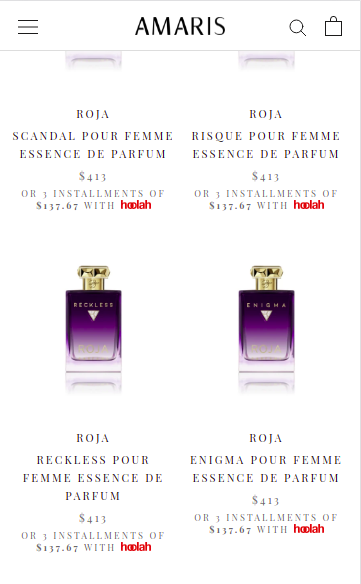 AMARIS
ROJA
SCANDAL POUR FEMME
ESSENCE DE PARFUM
$413
OR 3 INSTALLMENTS OF
$137.67 WITH hoolah
ROJA
RISQUE POUR FEMME
ESSENCE DE PARFUM
$413
OR 3 INSTALLMENTS OF
$137.67 WITH hoolah
RECKLESS
ROJA
ROJA
RECKLESS POUR
FEMME ESSENCE DE
PARFUM
$413
OR 3 INSTALLMENTS OF
$137.67 WITH hoolah
ENIGMA
ROJA
ROJA
ENIGMA POUR FEMME
ESSENCE DE PARFUM
$413
OR 3 INSTALLMENTS OF
$137.67 WITH hoolah